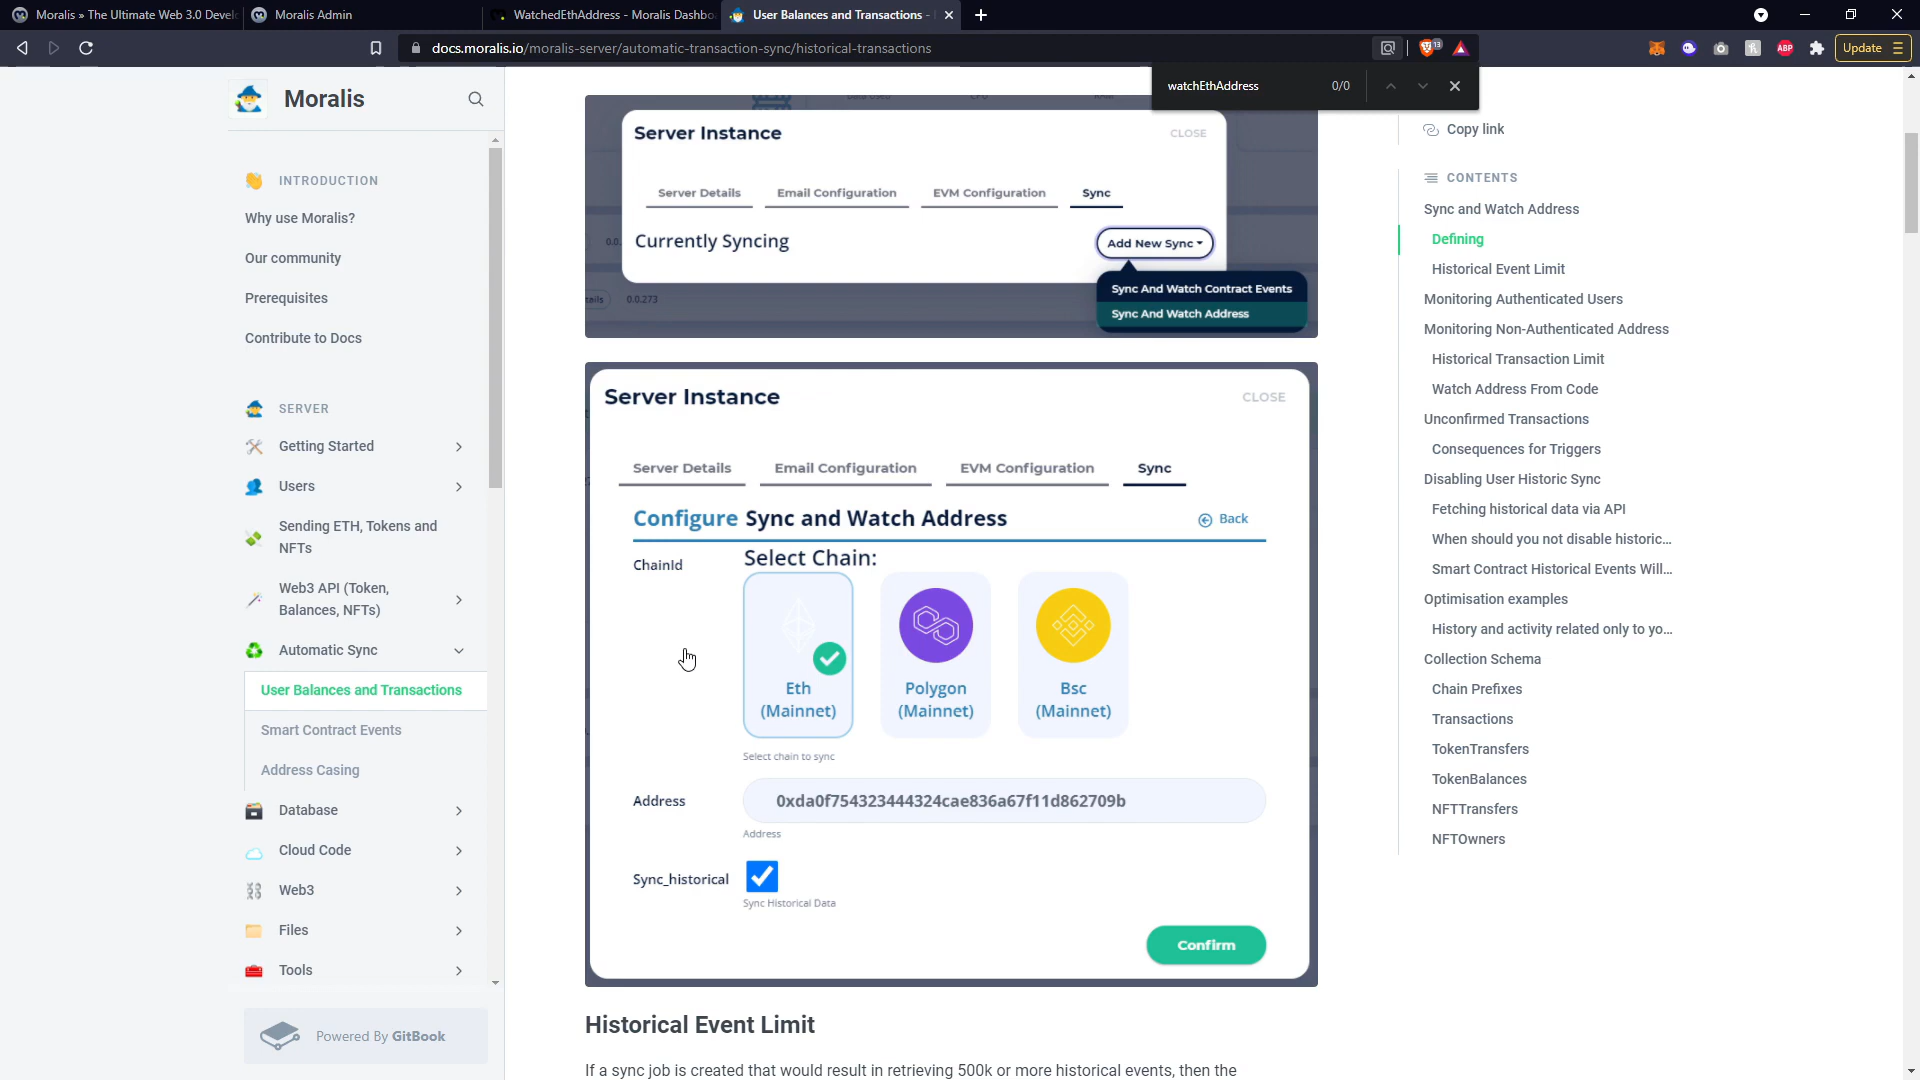 Moralis » The Ultimate Web 3.0 Devel
Moralis Admin
WatchedEthAddress - Moralis Dashbo
User Balances and Transactions -
docs.moralis.io/moralis-server/automatic-transaction-sync/historical-transactions
13
ABP
Update
watchEthAddress
0/0
Moralis
INTRODUCTION
Why use Moralis?
Our community
Prerequisites
Contribute to Docs
SERVER
Getting Started
Users
Sending ETH, Tokens and
NFTs
Web3 API (Token,
Balances, NFTs)
Automatic Sync
User Balances and Transactions
Smart Contract Events
Address Casing
Database
Cloud Code
Web3
Files
Tools
Powered By GitBook
Server Instance
CLOSE
Server Details
Email Configuration
EVM Configuration
Sync
0.0.
Currently Syncing
Add New Sync
Sync And Watch Contract Events
Sync And Watch Address
tails
0.0.273
Server Instance
CLOSE
Server Details
Email Configuration
EVM Configuration
Sync
Configure Sync and Watch Address
Back
ChainId
Select Chain:
Eth
(Mainnet)
Polygon
(Mainnet)
Bsc
(Mainnet)
Select chain to sync
Address
0xda0f754323444324cae836a67f11d862709b
Address
Sync_historical
Sync Historical Data
Confirm
Historical Event Limit
If a sync job is created that would result in retrieving 500k or more historical events, then the
Copy link
CONTENTS
Sync and Watch Address
Defining
Historical Event Limit
Monitoring Authenticated Users
Monitoring Non-Authenticated Address
Historical Transaction Limit
Watch Address From Code
Unconfirmed Transactions
Consequences for Triggers
Disabling User Historic Sync
Fetching historical data via API
When should you not disable historic...
Smart Contract Historical Events Will...
Optimisation examples
History and activity related only to yo...
Collection Schema
Chain Prefixes
Transactions
TokenTransfers
TokenBalances
NFTTransfers
NFTOwners